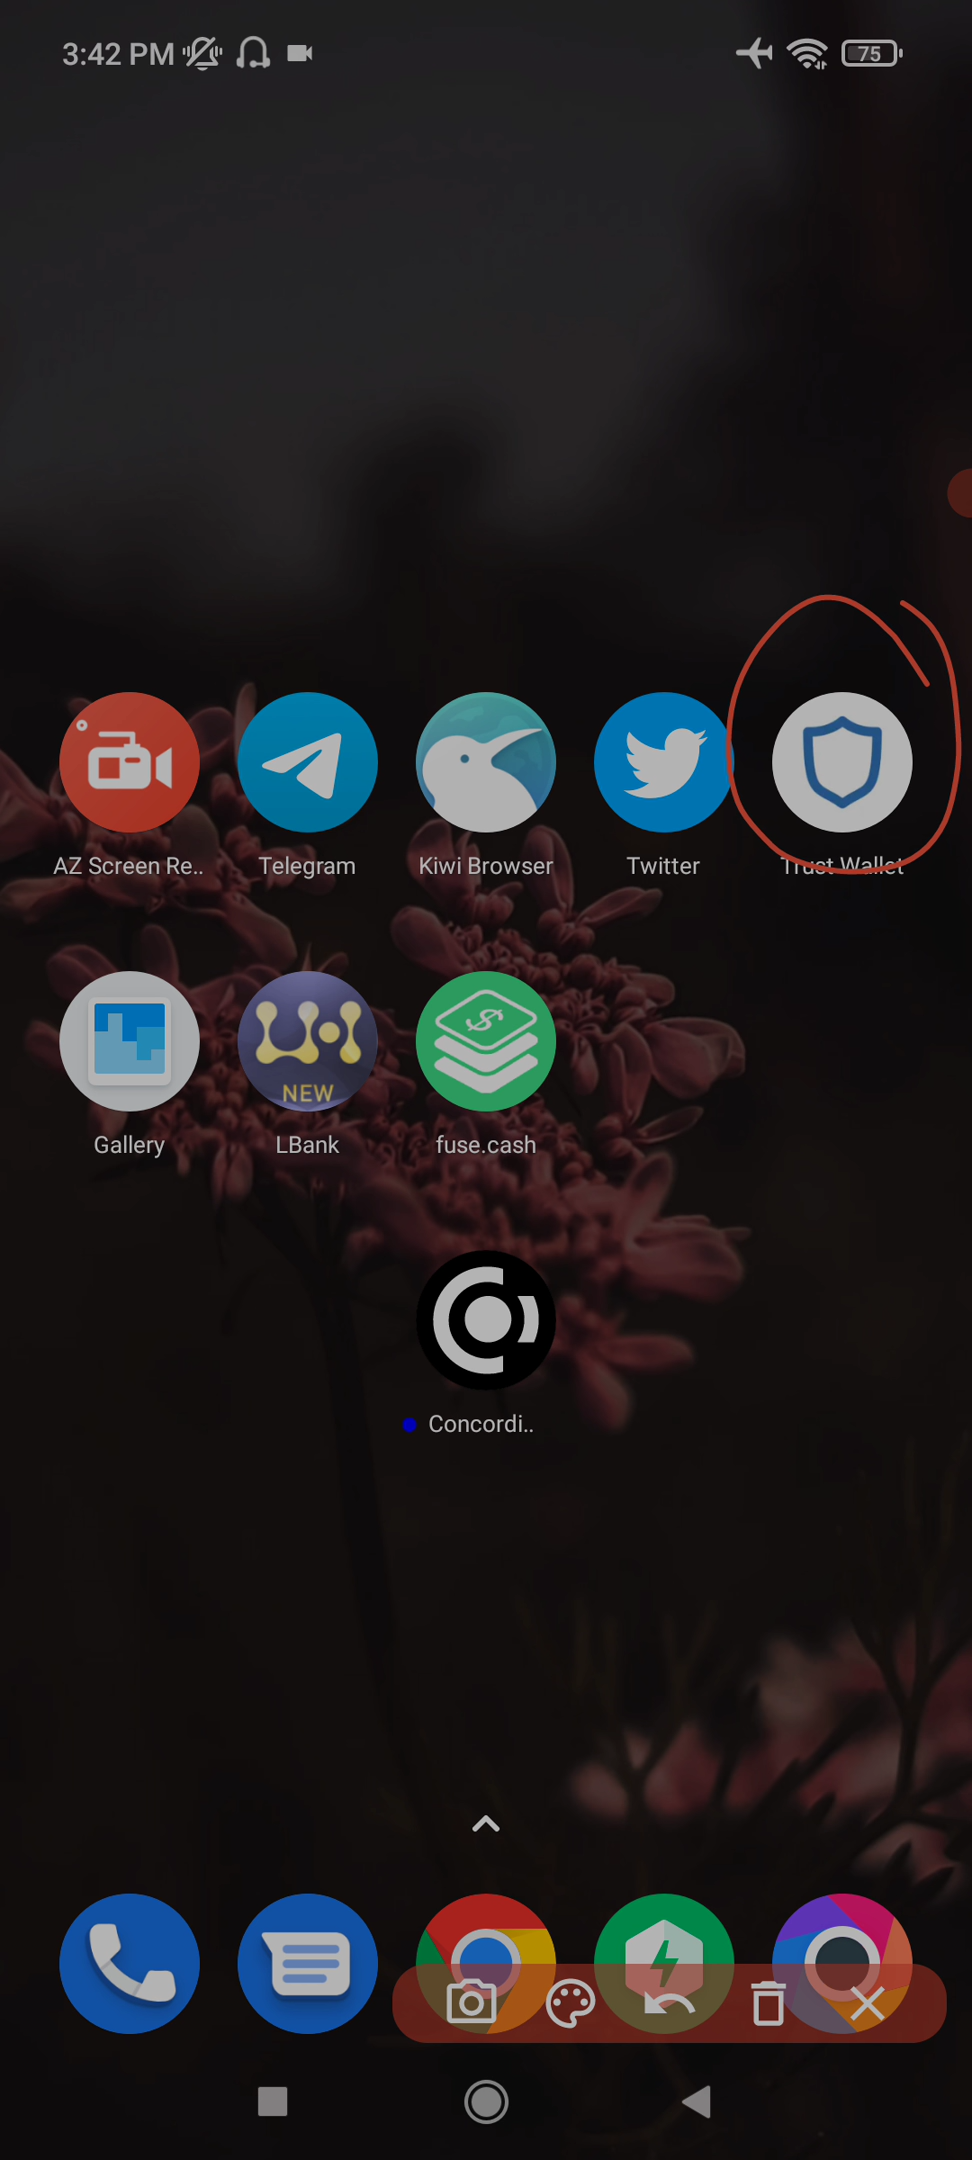 3:42 PM 75
AZ Screen Re.. Telegram Kiwi Browser Twitter Trust Wallet
NEW
Gallery LBank fuse.cash
Concordi..